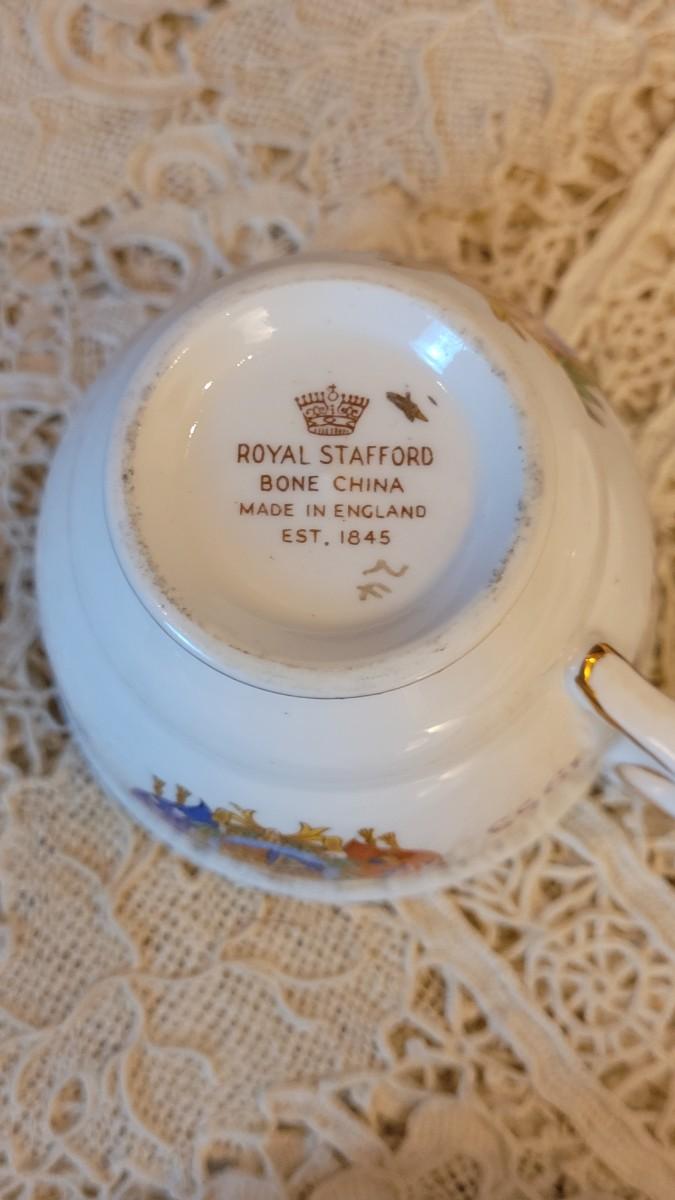 ROYAL STAFFORD
BONE CHINA
MADE IN ENGLAND
EST. 1845